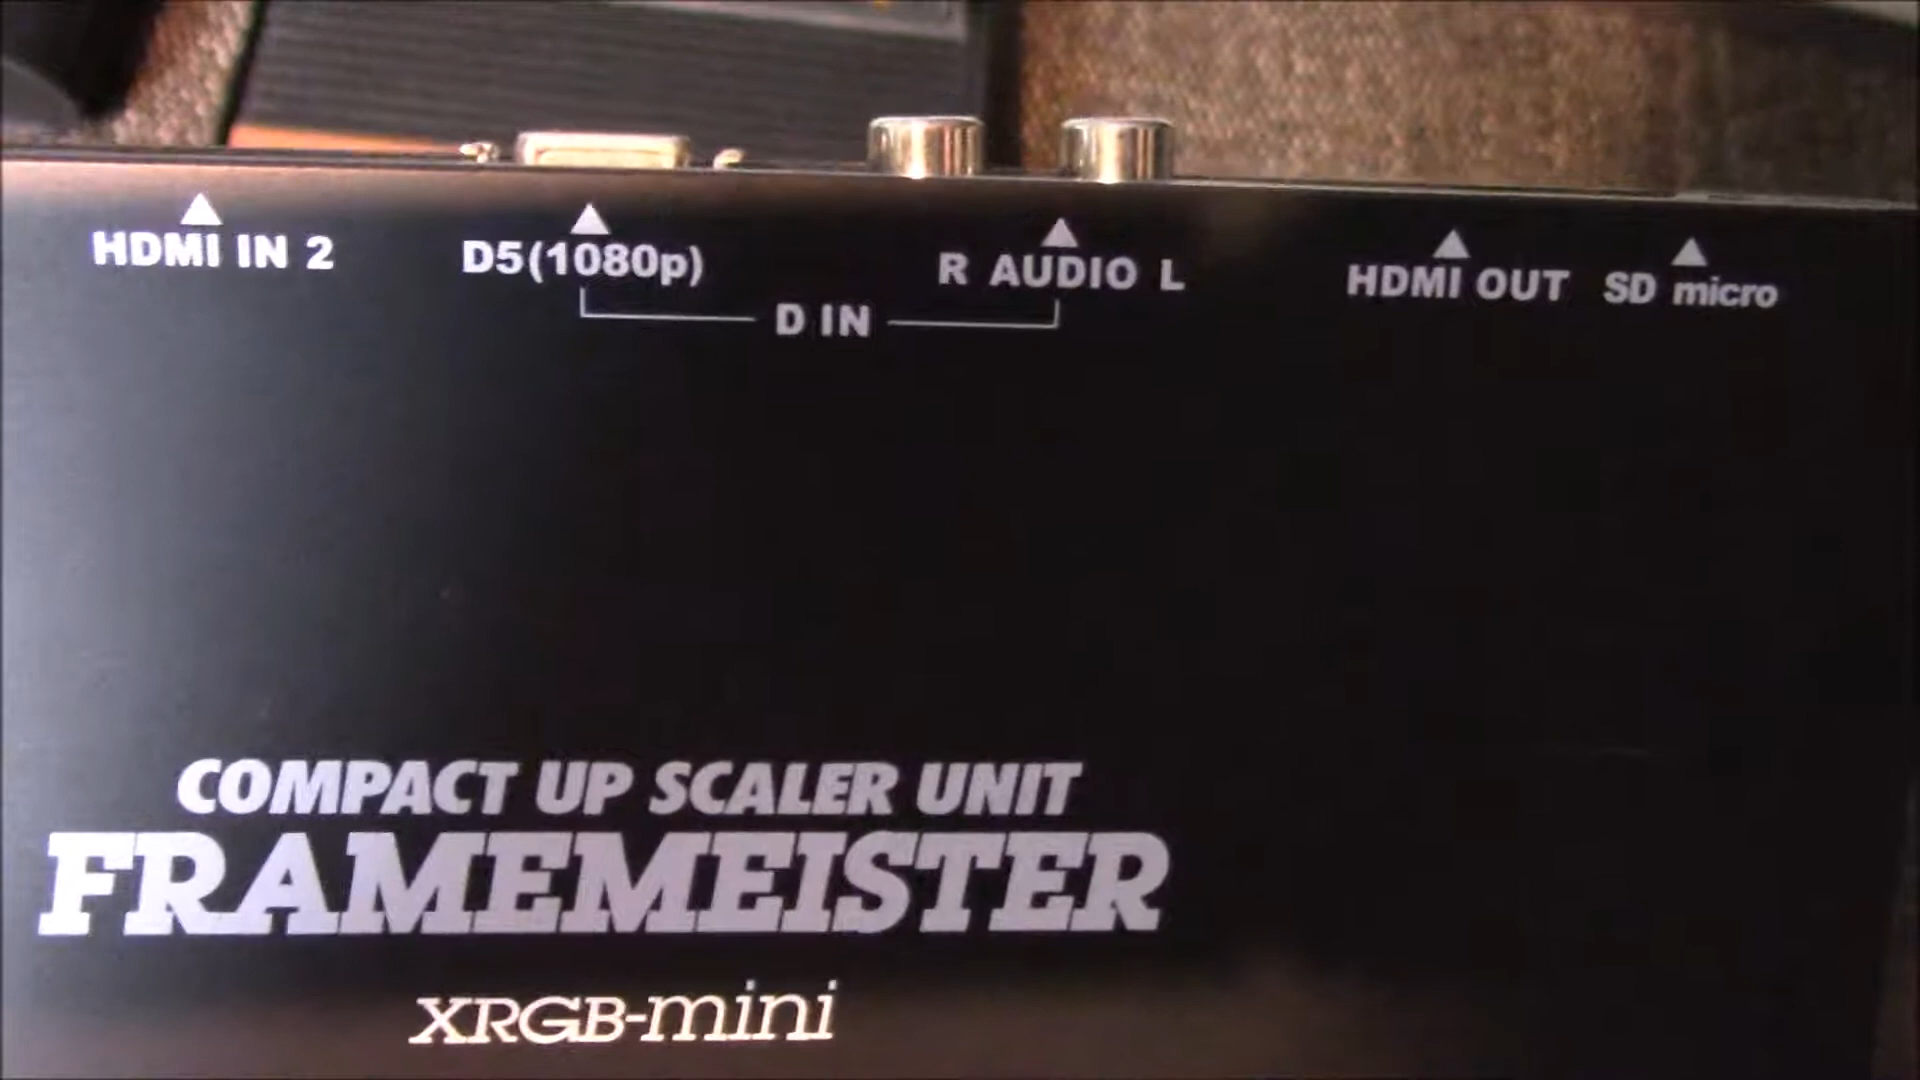 HDMI IN 2
D5(1080p)
R AUDIO L
D IN
HDMI OUT
SD micro
COMPACT UP SCALER UNIT
FRAMEMEISTER
XRGB-mini